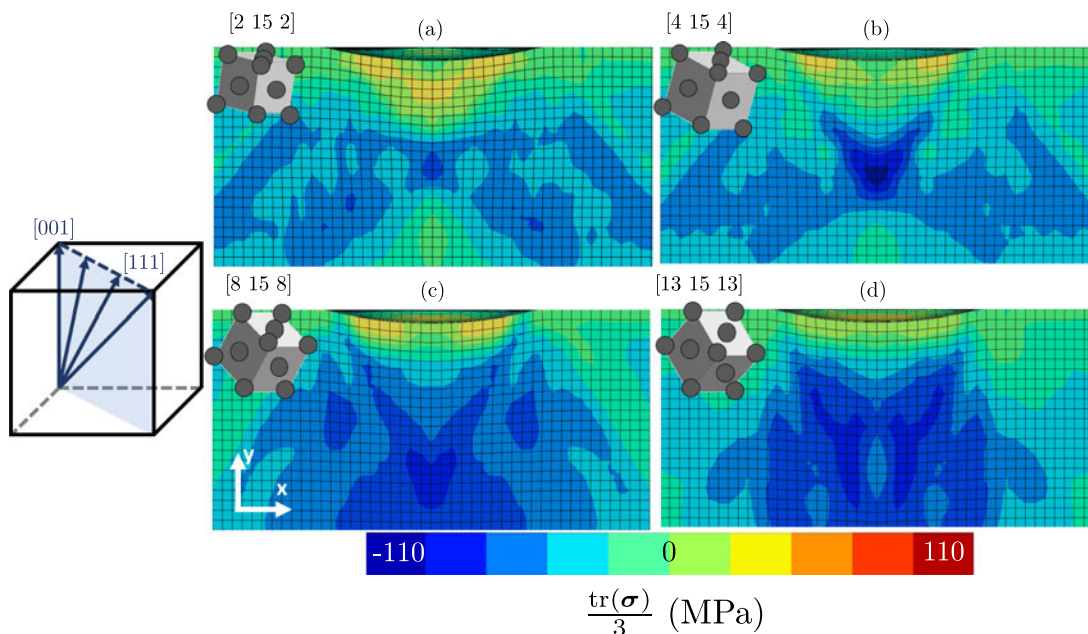 [2 15 2]
(a)
[4 15 4]
(b)
[001]
[111]
[8 15 8]
(c)
[13 15 13]
(d)
y
x
-110
0
110
tr(σ)
3
(MPa)